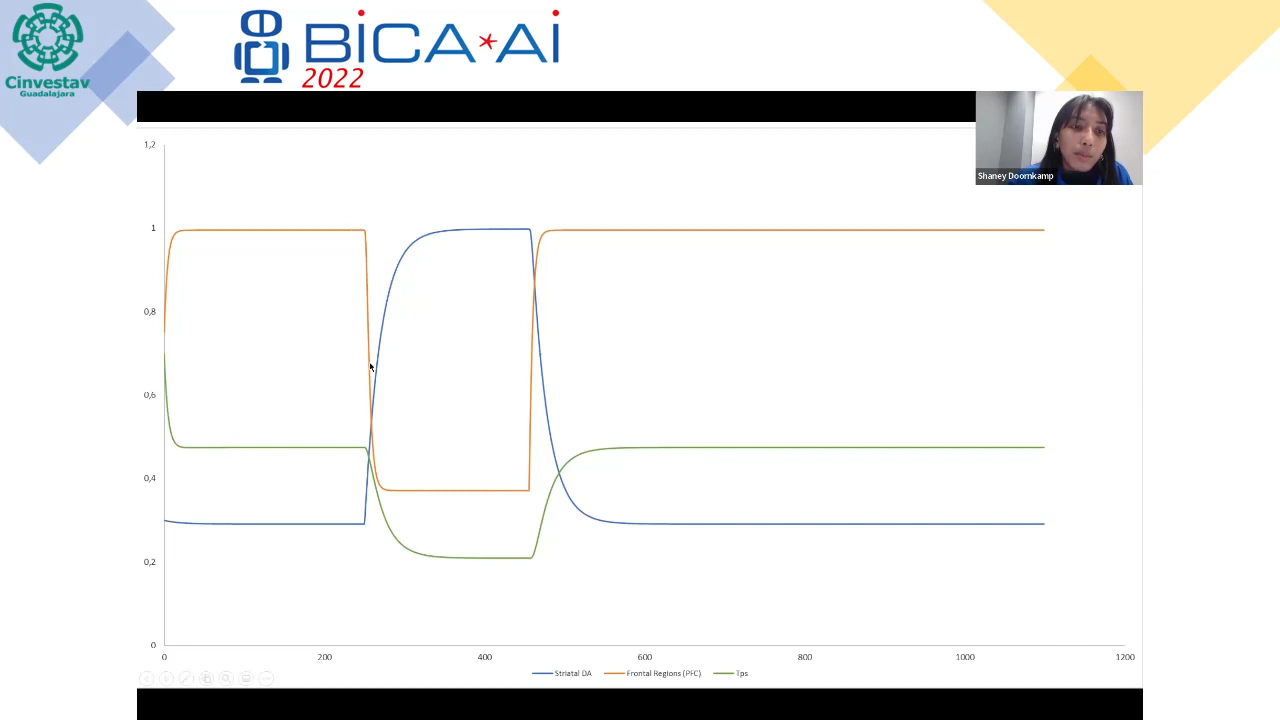 Cinvestav
Guadalajara
BiCA*Ai
2022
Shaney Doornkamp
1,2
1
0,8
0,6
0,4
0,2
0
0 200 400 600 800 1000 1200
Striatal DA Frontal Regions (PFC) Tps